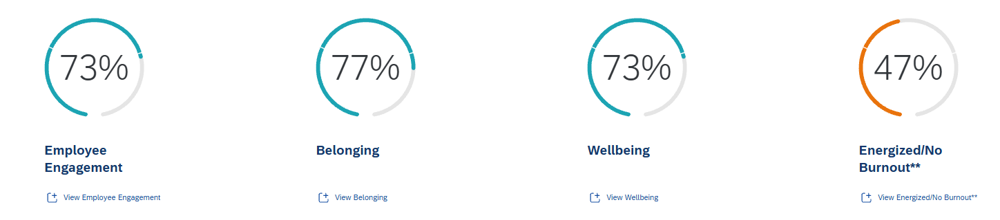 73%
77%
73%
47%
Employee
Engagement
Belonging
Wellbeing
Energized/No
Burnout**
View Employee Engagement
View Belonging
View Wellbeing
View Energized/No Burnout**